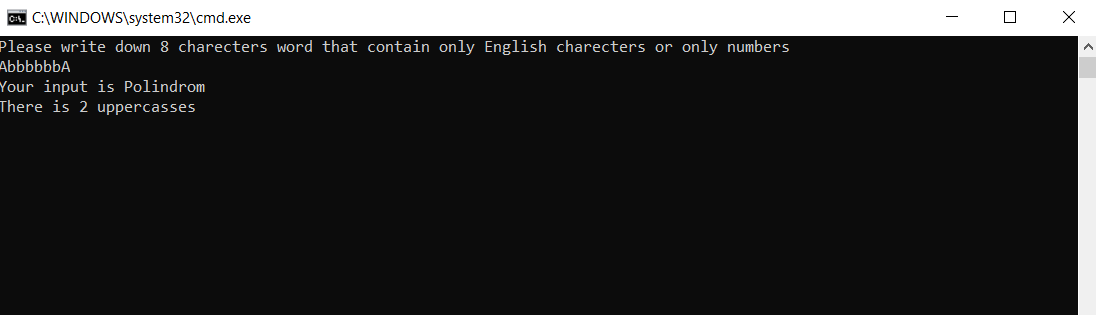 C:\WINDOWS\system32\cmd.exe
Please write down 8 charecters word that contain only English charecters or only numbers
AbbbbbbA
Your input is Polindrom
There is 2 uppercasses